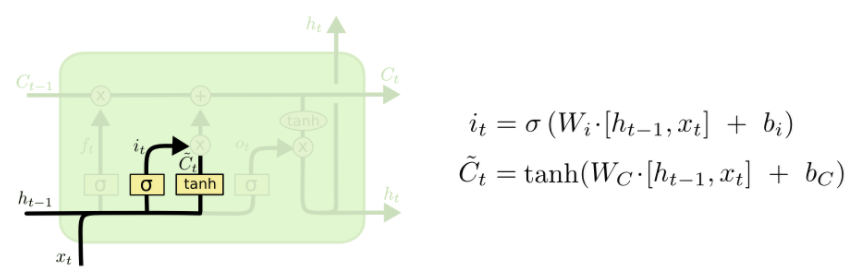 h_t
C_{t-1}
C_t
x
+
tanh
f_t
i_t
C̃_t
o_t
x
x
σ
σ
tanh
σ
h_{t-1}
h_t
x_t
i_t = σ (W_i·[h_{t-1}, x_t] + b_i)
C̃_t = tanh(W_C·[h_{t-1}, x_t] + b_C)